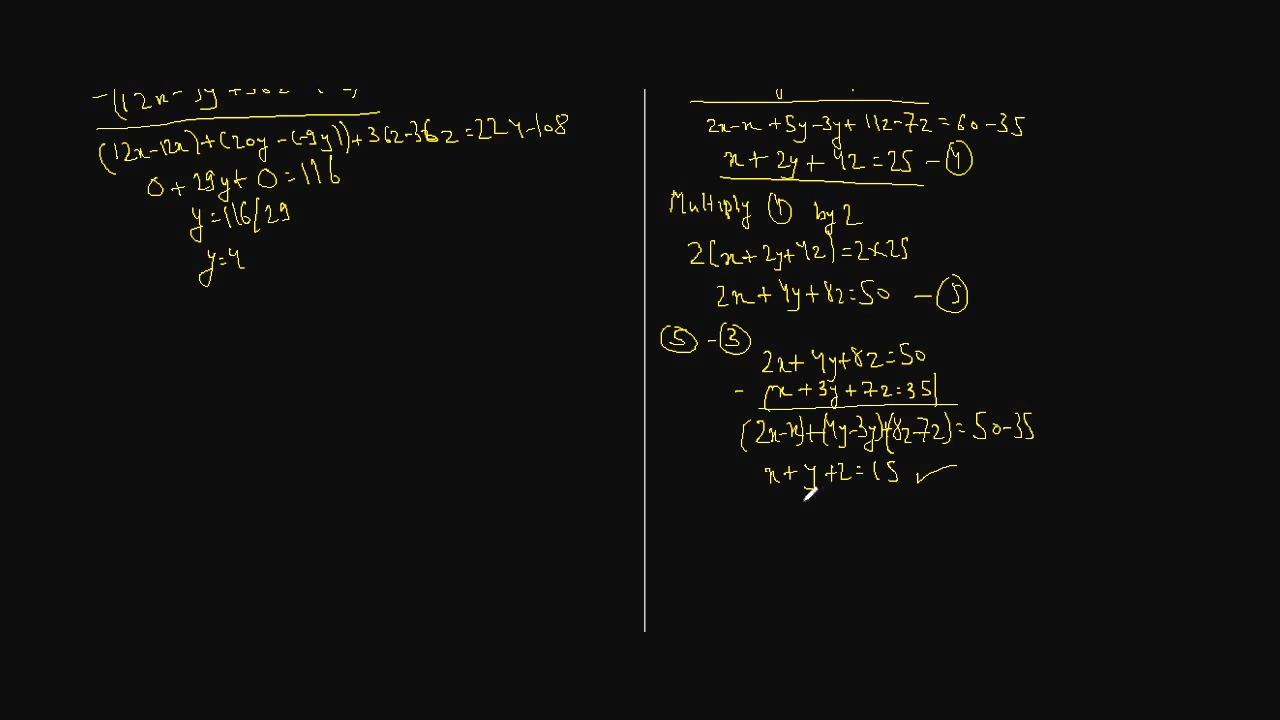 (12x-12x)+(20y-(-9y))+36z-36z=224-108
0+29y+0=116
y=116/29
y=4
2x-x+5y-3y+11z-7z=60-35
x+2y+4z=25 -④
Multiply ④ by 2
2(x+2y+4z)=2×25
2x+4y+8z=50 -⑤
⑤ - ③
2x+4y+8z=50
- (x+3y+7z=35)
(2x-x)+(4y-3y)+(8z-7z)=50-35
x+y+z=15 ✓